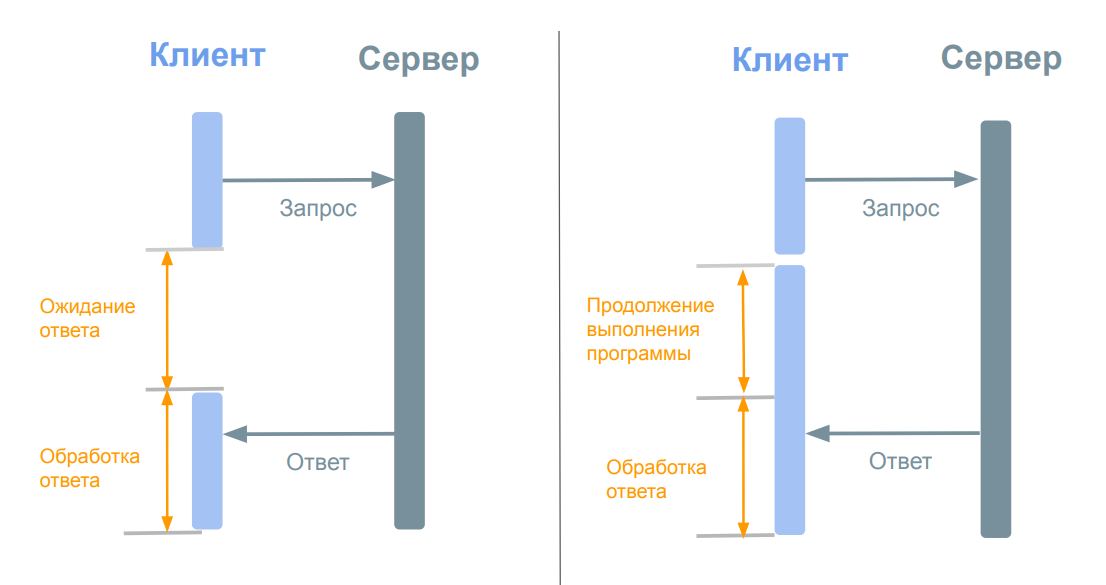 Клиент
Сервер
Запрос
Ожидание
ответа
Обработка
ответа
Ответ
Клиент
Сервер
Запрос
Продолжение
выполнения
программы
Обработка
ответа
Ответ